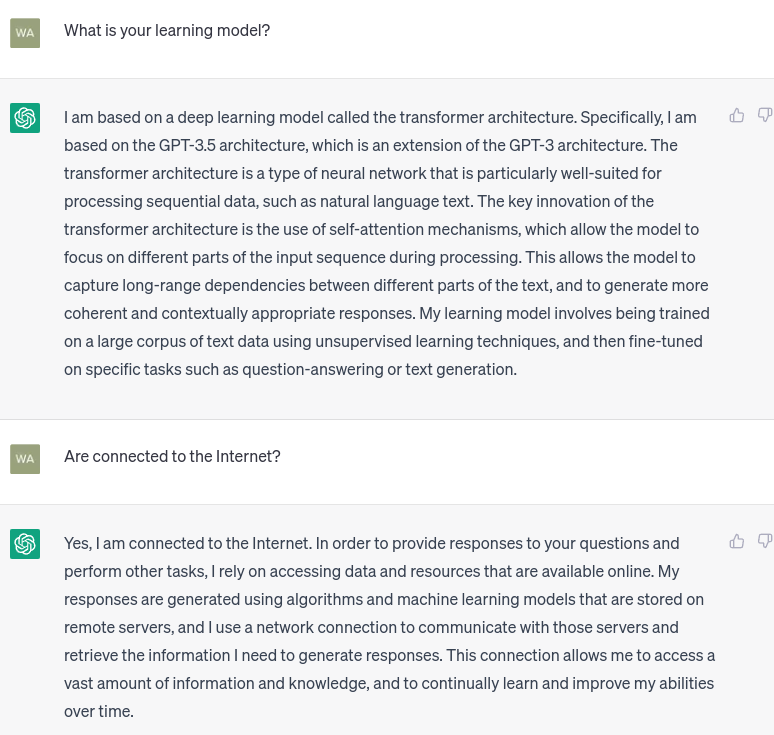 WA
What is your learning model?
I am based on a deep learning model called the transformer architecture. Specifically, I am
based on the GPT-3.5 architecture, which is an extension of the GPT-3 architecture. The
transformer architecture is a type of neural network that is particularly well-suited for
processing sequential data, such as natural language text. The key innovation of the
transformer architecture is the use of self-attention mechanisms, which allow the model to
focus on different parts of the input sequence during processing. This allows the model to
capture long-range dependencies between different parts of the text, and to generate more
coherent and contextually appropriate responses. My learning model involves being trained
on a large corpus of text data using unsupervised learning techniques, and then fine-tuned
on specific tasks such as question-answering or text generation.
WA
Are connected to the Internet?
Yes, I am connected to the Internet. In order to provide responses to your questions and
perform other tasks, I rely on accessing data and resources that are available online. My
responses are generated using algorithms and machine learning models that are stored on
remote servers, and I use a network connection to communicate with those servers and
retrieve the information I need to generate responses. This connection allows me to access a
vast amount of information and knowledge, and to continually learn and improve my abilities
over time.